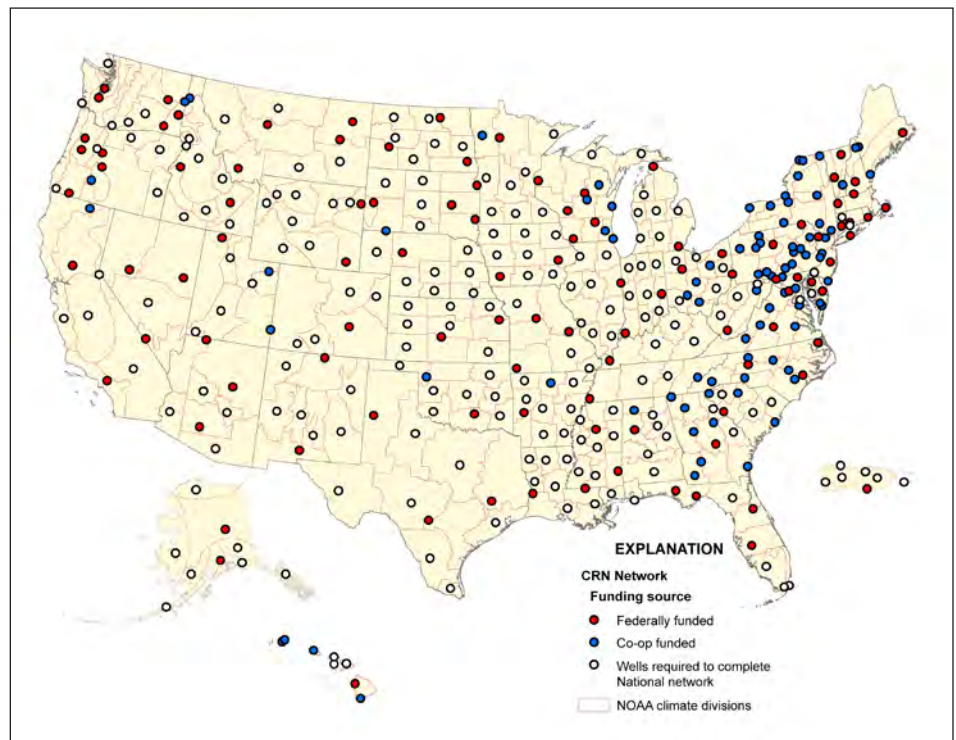 EXPLANATION
CRN Network
Funding source
Federally funded
Co-op funded
Wells required to complete
National network
NOAA climate divisions